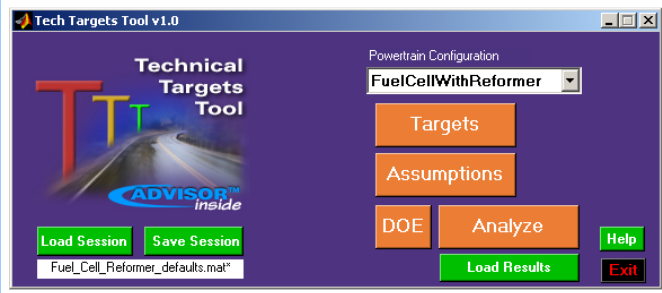 Tech Targets Tool v1.0
Technical
Targets
Tool
T T T
ADVISOR™
inside
Load Session
Save Session
Fuel_Cell_Reformer_defaults.mat*
Powertrain Configuration
FuelCellWithReformer
Targets
Assumptions
DOE
Analyze
Load Results
Help
Exit